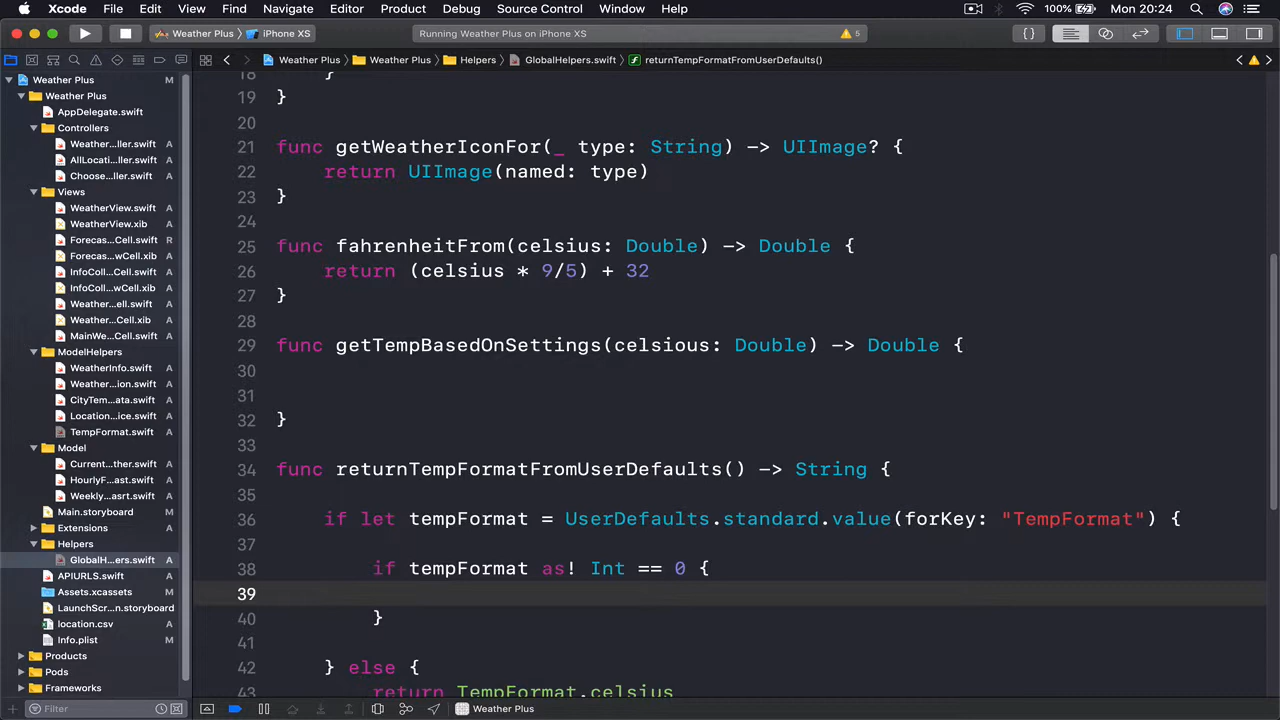 Xcode File Edit View Find Navigate Editor Product Debug Source Control Window Help 100% Mon 20:24
Weather Plus iPhone XS Running Weather Plus on iPhone XS 5
Weather Plus Weather Plus Helpers GlobalHelpers.swift returnTempFormatFromUserDefaults()
Weather Plus M
Weather Plus
AppDelegate.swift A
Controllers
Weather...ller.swift A
AllLocati...ller.swift A
Choose...ller.swift A
Views
WeatherView.swift A
WeatherView.xib A
Forecas...Cell.swift R
Forecas...wCell.xib A
InfoColl...Cell.swift A
InfoColl...wCell.xib A
Weather...ell.swift A
Weather...Cell.xib A
MainWe...Cell.swift A
ModelHelpers
WeatherInfo.swift A
Weather...ion.swift A
CityTem...ata.swift A
Location...ice.swift A
TempFormat.swift A
Model
Current...ther.swift A
HourlyF...ast.swift A
Weekly...asrt.swift A
Main.storyboard M
Extensions
Helpers
GlobalH...ers.swift A
APIURLS.swift A
Assets.xcassets M
LaunchScr...n.storyboard
location.csv A
Info.plist M
Products
Pods
Frameworks
Filter
18 }
19 }
20
21 func getWeatherIconFor(_ type: String) -> UIImage? {
22 return UIImage(named: type)
23 }
24
25 func fahrenheitFrom(celsius: Double) -> Double {
26 return (celsius * 9/5) + 32
27 }
28
29 func getTempBasedOnSettings(celsious: Double) -> Double {
30
31
32 }
33
34 func returnTempFormatFromUserDefaults() -> String {
35
36 if let tempFormat = UserDefaults.standard.value(forKey: "TempFormat") {
37
38 if tempFormat as! Int == 0 {
39
40 }
41
42 } else {
43 return TempFormat.celsius
Weather Plus